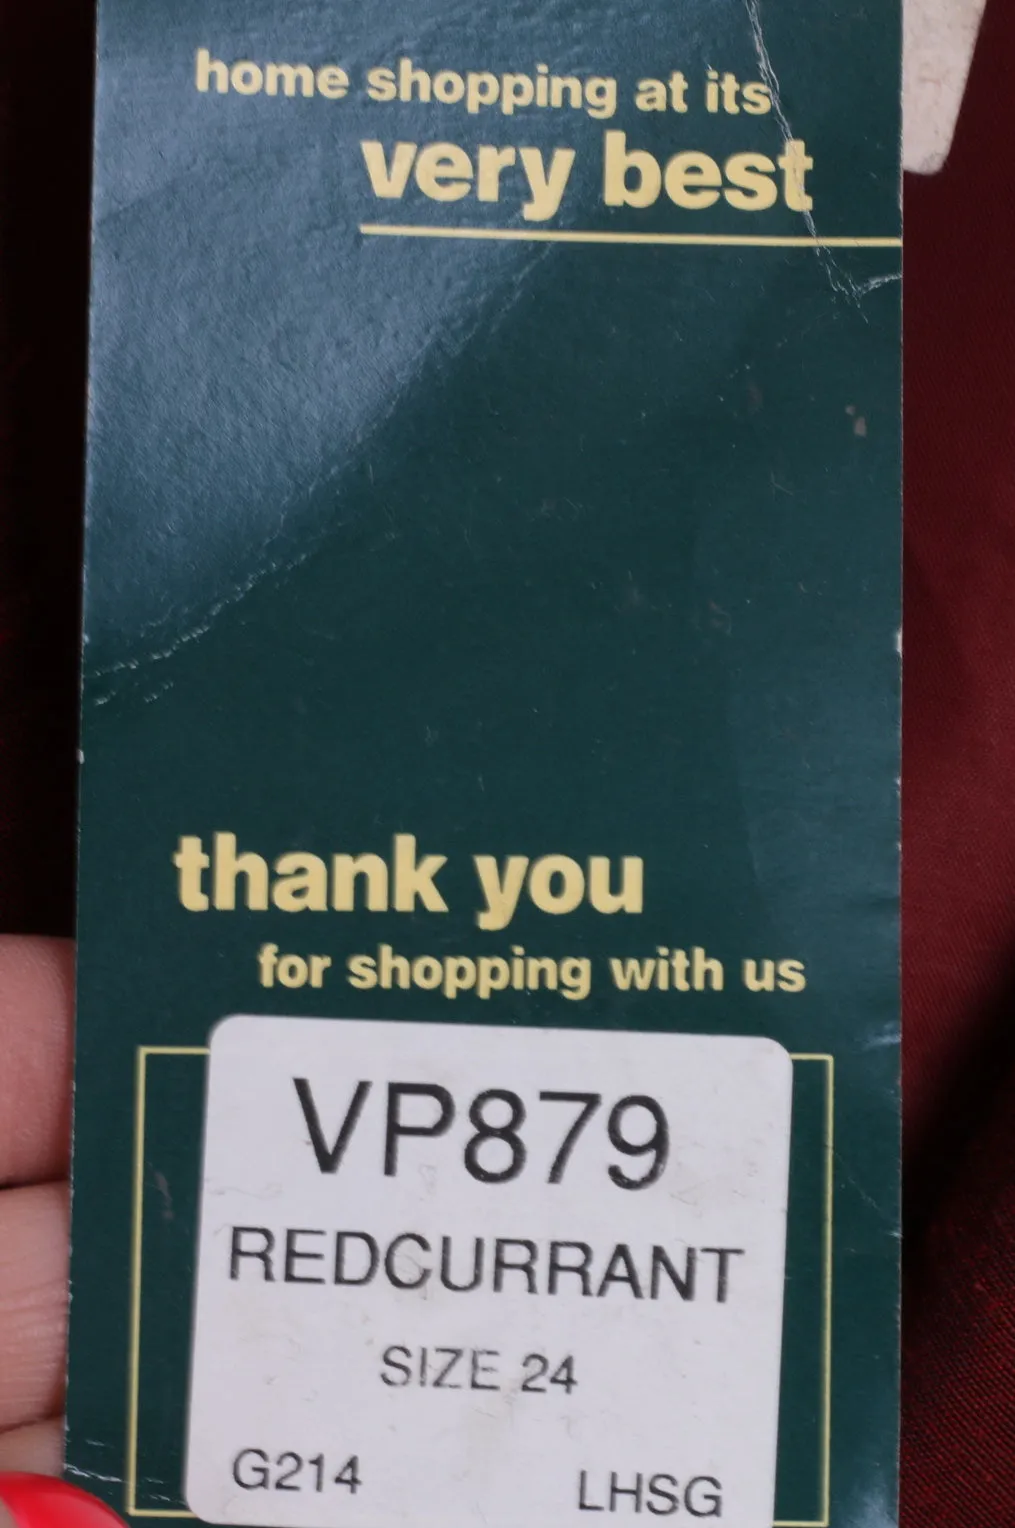 home shopping at its
very best
thank you
for shopping with us
VP879
REDCURRANT
SIZE 24
G214 LHSG